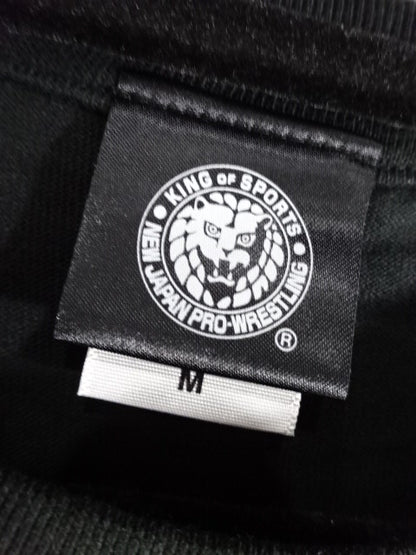 KING OF SPORTS
NEW JAPAN PRO-WRESTLING
®
M